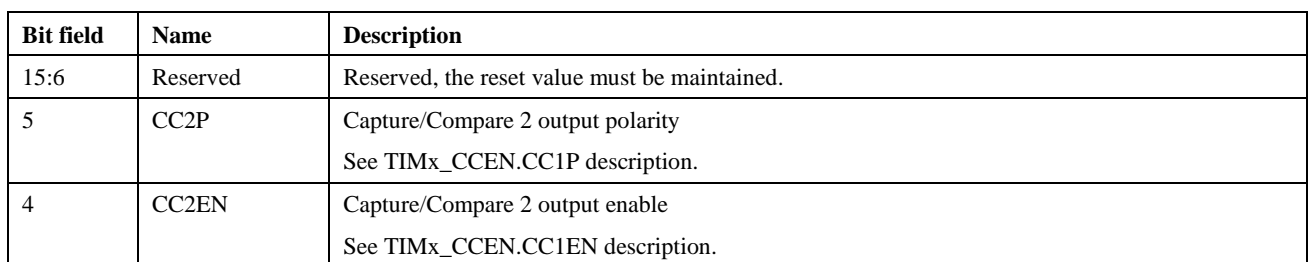 Bit field Name Description
15:6 Reserved Reserved, the reset value must be maintained.
5 CC2P Capture/Compare 2 output polarity
See TIMx_CCEN.CC1P description.
4 CC2EN Capture/Compare 2 output enable
See TIMx_CCEN.CC1EN description.